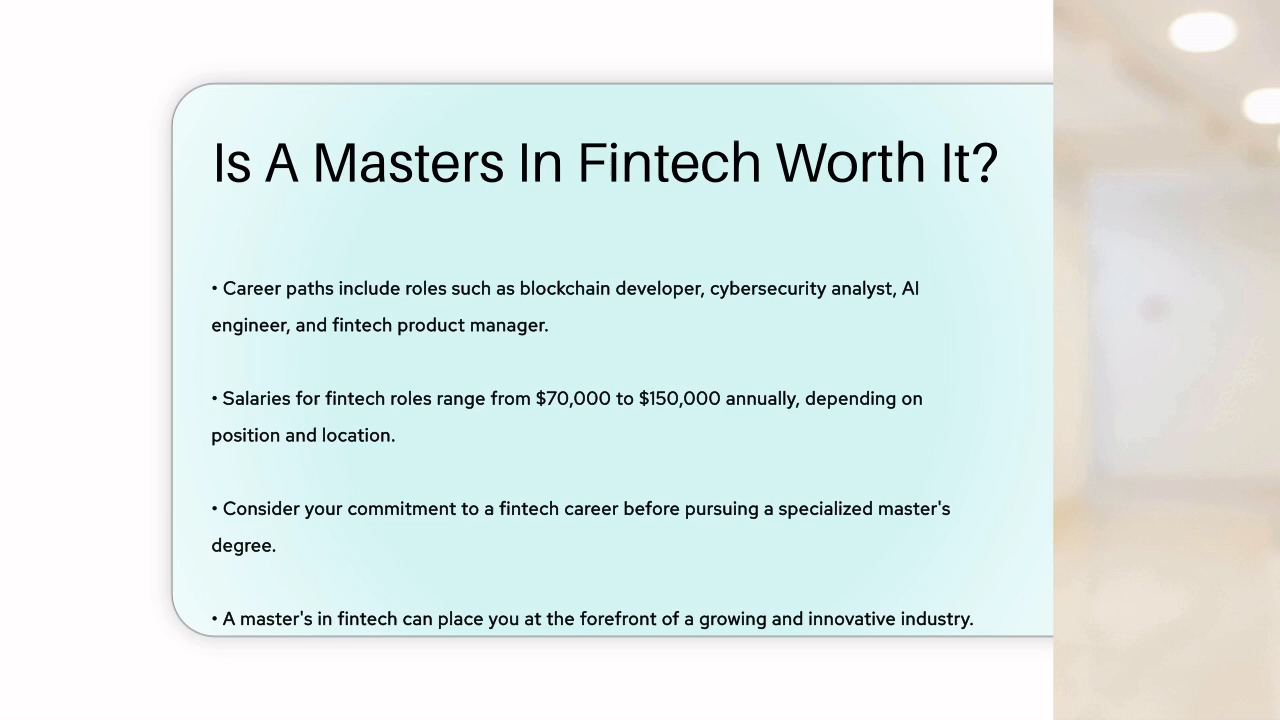 Is A Masters In Fintech Worth It?
• Career paths include roles such as blockchain developer, cybersecurity analyst, AI
engineer, and fintech product manager.
• Salaries for fintech roles range from $70,000 to $150,000 annually, depending on
position and location.
• Consider your commitment to a fintech career before pursuing a specialized master's
degree.
• A master's in fintech can place you at the forefront of a growing and innovative industry.